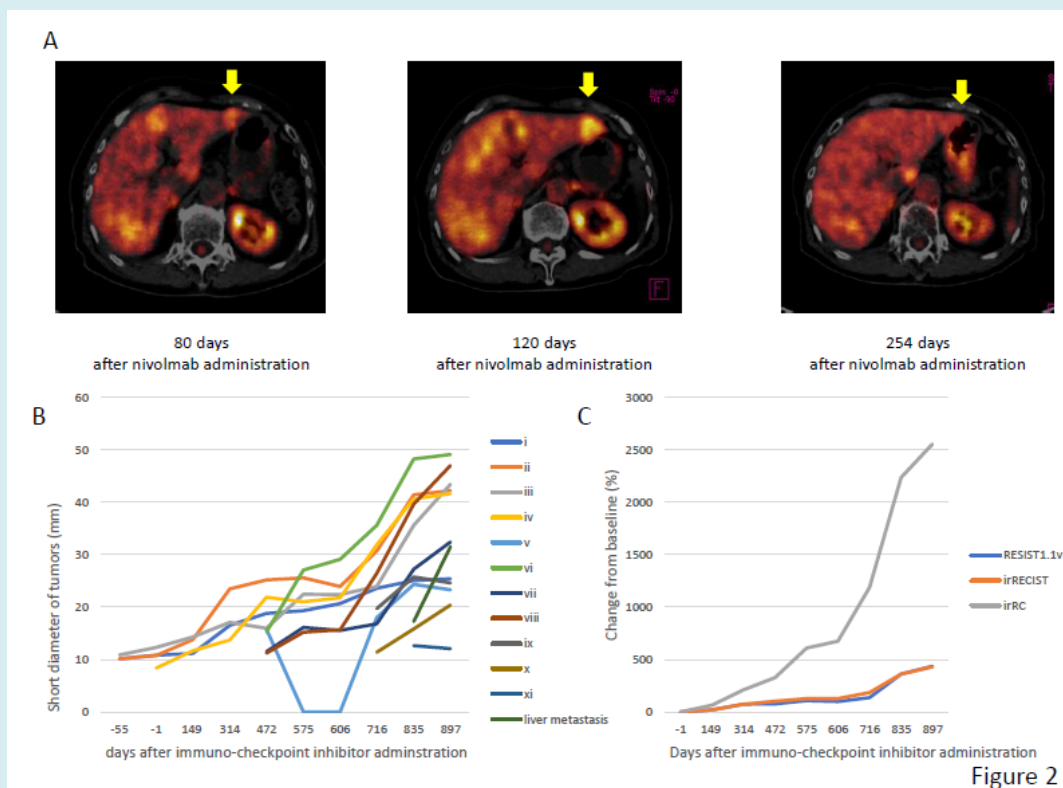 A
80 days
after nivolmab administration
120 days
after nivolmab administration
254 days
after nivolmab administration
F
B
60
50
40
30
20
10
0
Short diameter of tumors (mm)
-55 -1 149 314 472 575 606 716 835 897
days after immuno-checkpoint inhibitor adminstration
i
ii
iii
iv
v
vi
vii
viii
ix
x
xi
liver metastasis
C
3000
2500
2000
1500
1000
500
0
Change from baseline (%)
-1 149 314 472 575 606 716 835 897
Days after immuno-checkpoint inhibitor administration
RESIST1.1v
irRECIST
irRC
Figure 2